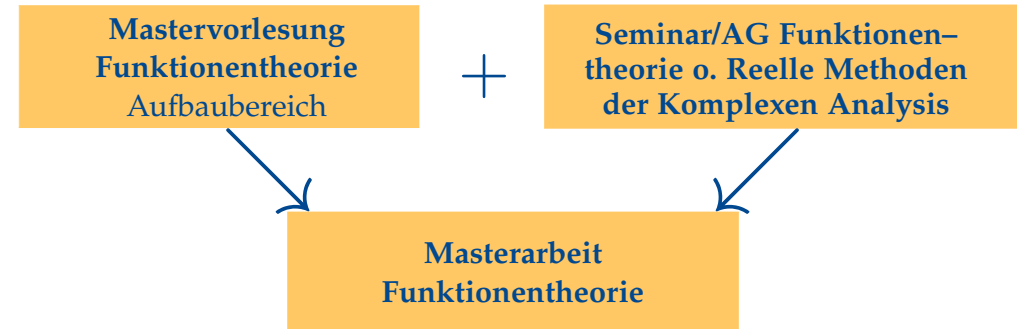 Mastervorlesung
Funktionentheorie
Aufbaubereich
+
Seminar/AG Funktionen–
theorie o. Reelle Methoden
der Komplexen Analysis
Masterarbeit
Funktionentheorie